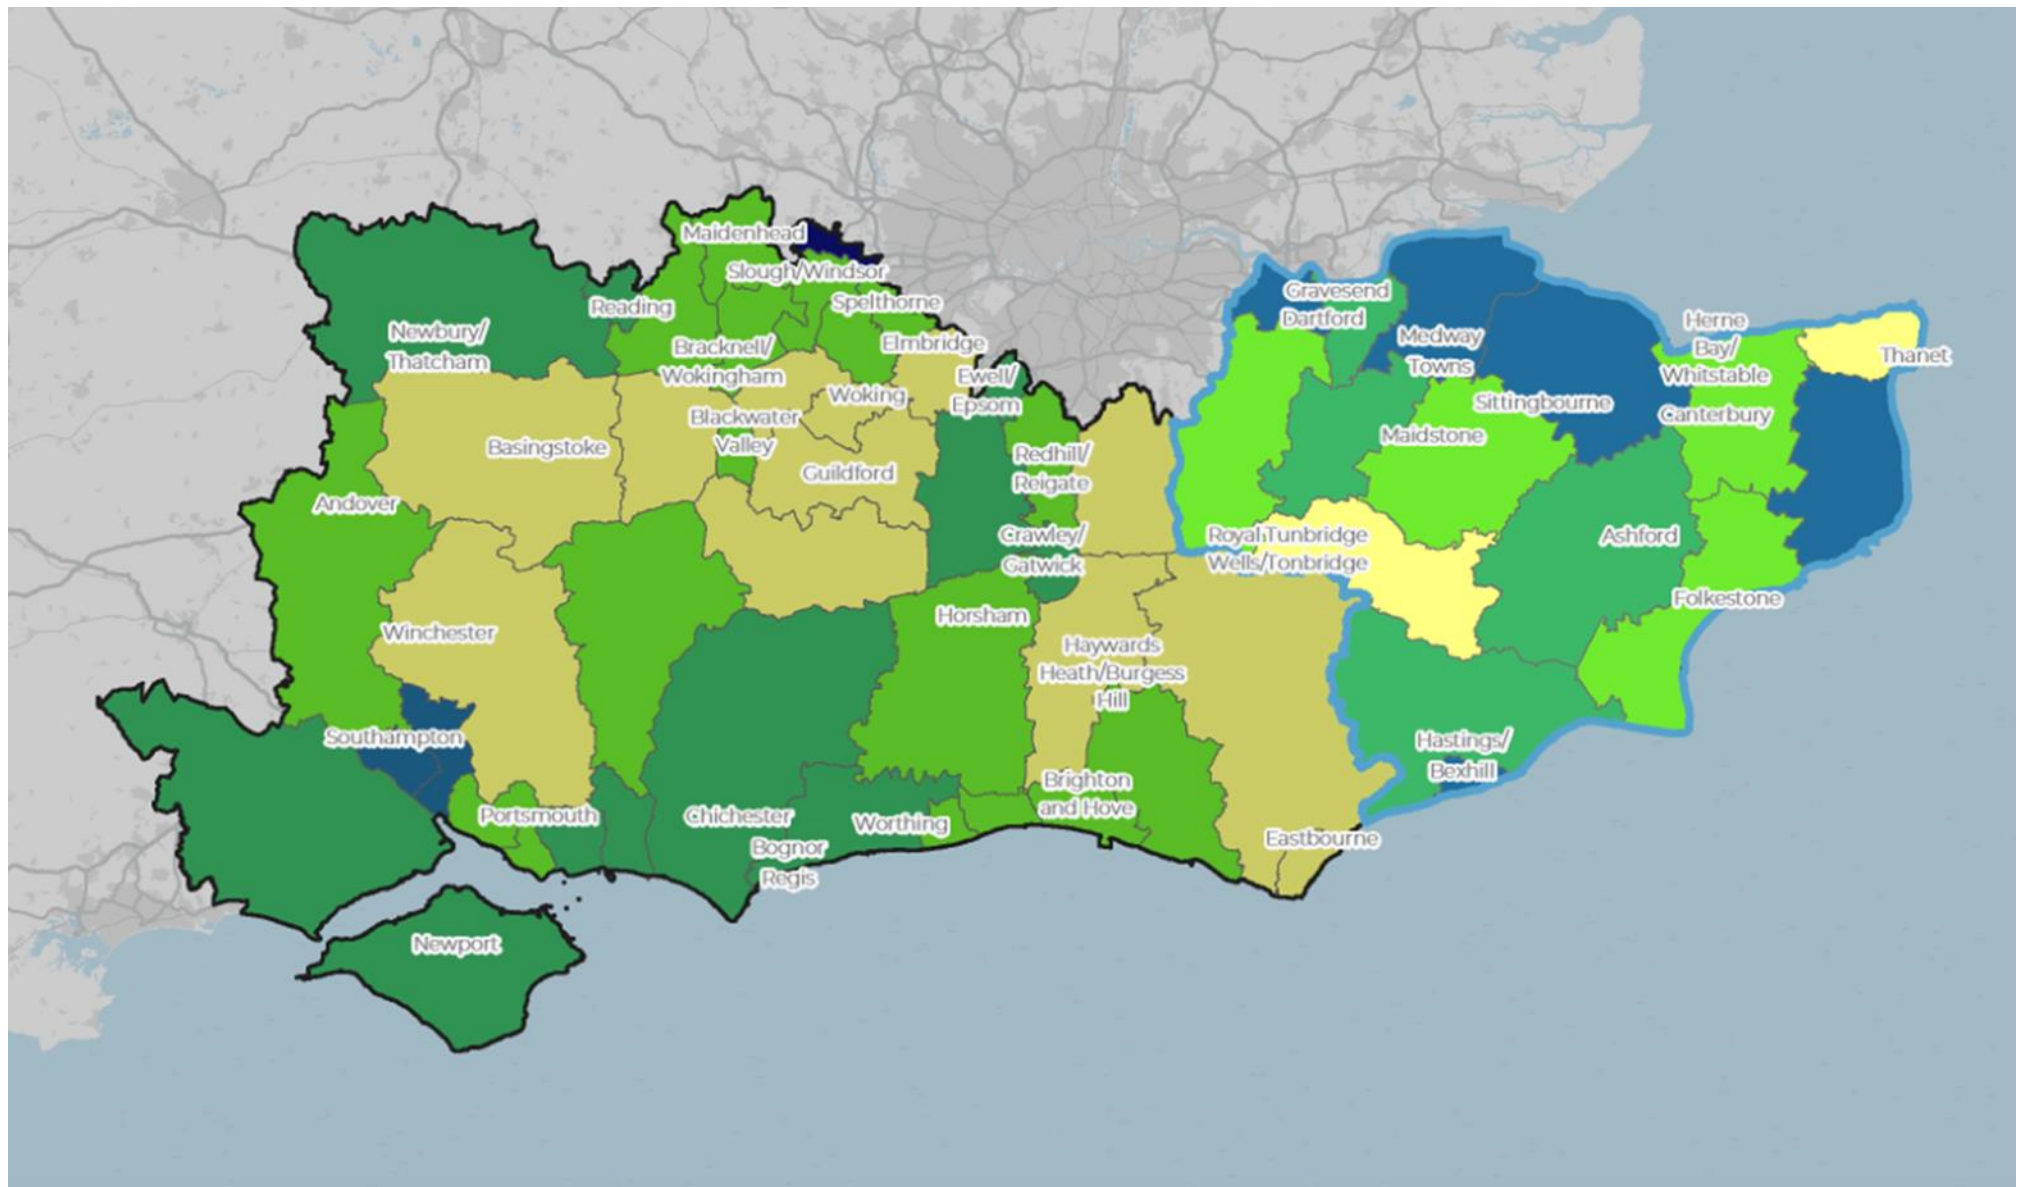 Maidenhead
Slough/Windsor
Gravesend
Spelthorne
Reading
Dartford
Herne
Newbury/
Thatcham
Medway
Towns
Elmbridge
Bracknell/
Wokingham
Bay/
Whitstable
Thanet
Ewell/
Epsom
Woking
Sittingbourne
Blackwater
Valley
Canterbury
Maidstone
Basingstoke
Redhill/
Reigate
Guildford
Andover
Crawley/
Gatwick
Royal Tunbridge
Wells/Tonbridge
Ashford
Folkestone
Horsham
Winchester
Haywards
Heath/Burgess
Hill
Southampton
Hastings/
Bexhill
Brighton
and Hove
Portsmouth
Chichester
Worthing
Eastbourne
Bognor
Regis
Newport